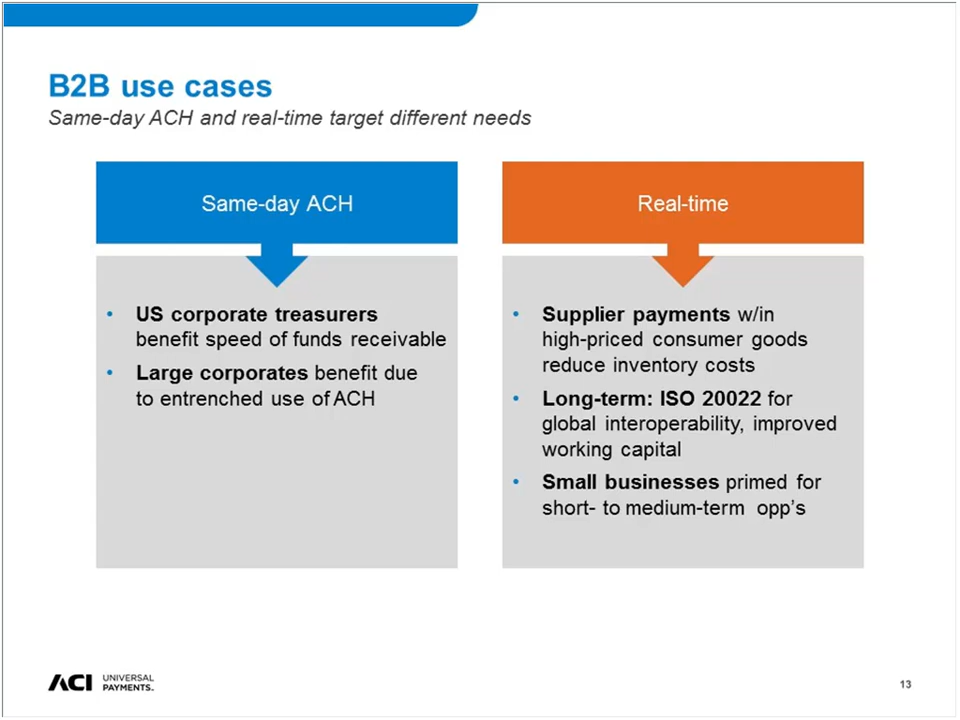 B2B use cases
Same-day ACH and real-time target different needs
Same-day ACH
• US corporate treasurers
benefit speed of funds receivable
• Large corporates benefit due
to entrenched use of ACH
Real-time
• Supplier payments w/in
high-priced consumer goods
reduce inventory costs
• Long-term: ISO 20022 for
global interoperability, improved
working capital
• Small businesses primed for
short- to medium-term opp’s
ACI UNIVERSAL
PAYMENTS.
13